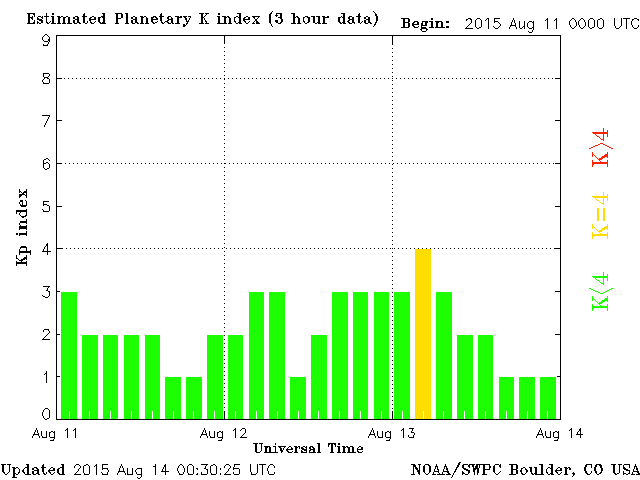 Estimated Planetary K index (3 hour data)
Begin: 2015 Aug 11 0000 UTC
9
8
7
6
5
4
3
2
1
0
Kp index
K>4
K=4
K<4
Aug 11
Aug 12
Aug 13
Aug 14
Universal Time
Updated 2015 Aug 14 00:30:25 UTC
NOAA/SWPC Boulder, CO USA